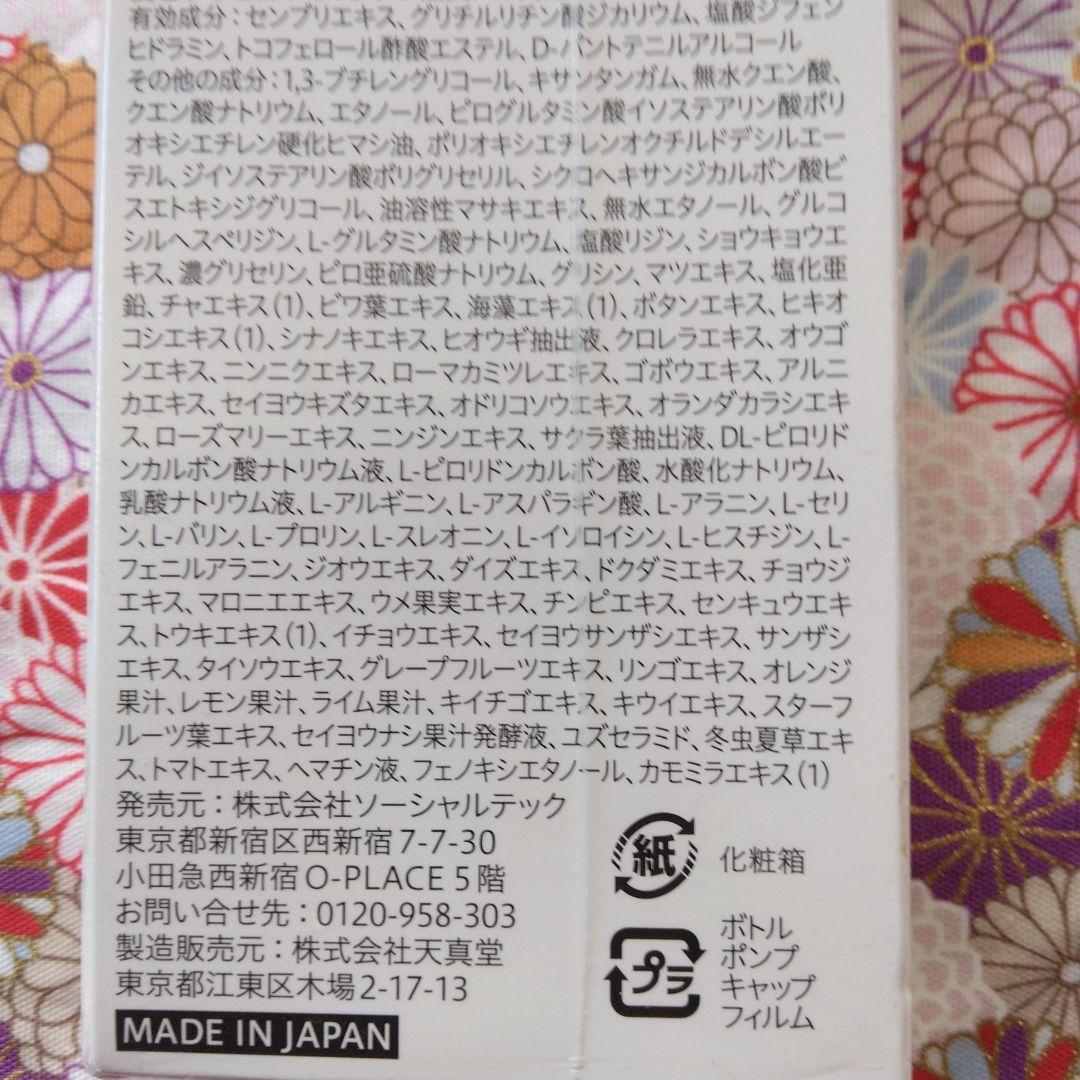 有効成分：センブリエキス、グリチルリチン酸ジカリウム、塩酸ジフェン
ヒドラミン、トコフェロール酢酸エステル、D-パントテニルアルコール
その他の成分：1,3-ブチレングリコール、キサンタンガム、無水クエン酸、
クエン酸ナトリウム、エタノール、ピログルタミン酸イソステアリン酸ポリ
オキシエチレン硬化ヒマシ油、ポリオキシエチレンオクチルドデシルエー
テル、ジイソステアリン酸ポリグリセリル、シクロヘキサンジカルボン酸ビ
スエトキシジグリコール、油溶性マサキエキス、無水エタノール、グルコ
シルヘスペリジン、L-グルタミン酸ナトリウム、塩酸リジン、ショウキョウエ
キス、濃グリセリン、ピロ亜硫酸ナトリウム、グリシン、マツエキス、塩化亜
鉛、チャエキス(1)、ビワ葉エキス、海藻エキス(1)、ボタンエキス、ヒキオ
コシエキス(1)、シナノキエキス、ヒオウギ抽出液、クロレラエキス、オウゴ
ンエキス、ニンニクエキス、ローマカミツレエキス、ゴボウエキス、アルニ
カエキス、セイヨウキズタエキス、オドリコソウエキス、オランダカラシエキ
ス、ローズマリーエキス、ニンジンエキス、サクラ葉抽出液、DL-ピロリド
ンカルボン酸ナトリウム液、L-ピロリドンカルボン酸、水酸化ナトリウム、
乳酸ナトリウム液、L-アルギニン、L-アスパラギン酸、L-アラニン、L-セリ
ン、L-バリン、L-プロリン、L-スレオニン、L-イソロイシン、L-ヒスチジン、L-
フェニルアラニン、ジオウエキス、ダイズエキス、ドクダミエキス、チョウジ
エキス、マロニエエキス、ウメ果実エキス、チンピエキス、センキュウエキ
ス、トウキエキス(1)、イチョウエキス、セイヨウサンザシエキス、サンザシ
エキス、タイソウエキス、グレープフルーツエキス、リンゴエキス、オレンジ
果汁、レモン果汁、ライム果汁、キイチゴエキス、キウイエキス、スターフ
ルーツ葉エキス、セイヨウナシ果汁発酵液、ユズセラミド、冬虫夏草エキ
ス、トマトエキス、ヘマチン液、フェノキシエタノール、カモミラエキス(1)
発売元：株式会社ソーシャルテック
東京都新宿区西新宿7-7-30
小田急西新宿O-PLACE 5階
お問い合せ先：0120-958-303
製造販売元：株式会社天真堂
東京都江東区木場2-17-13
MADE IN JAPAN
紙
化粧箱
プラ
ボトル
ポンプ
キャップ
フィルム